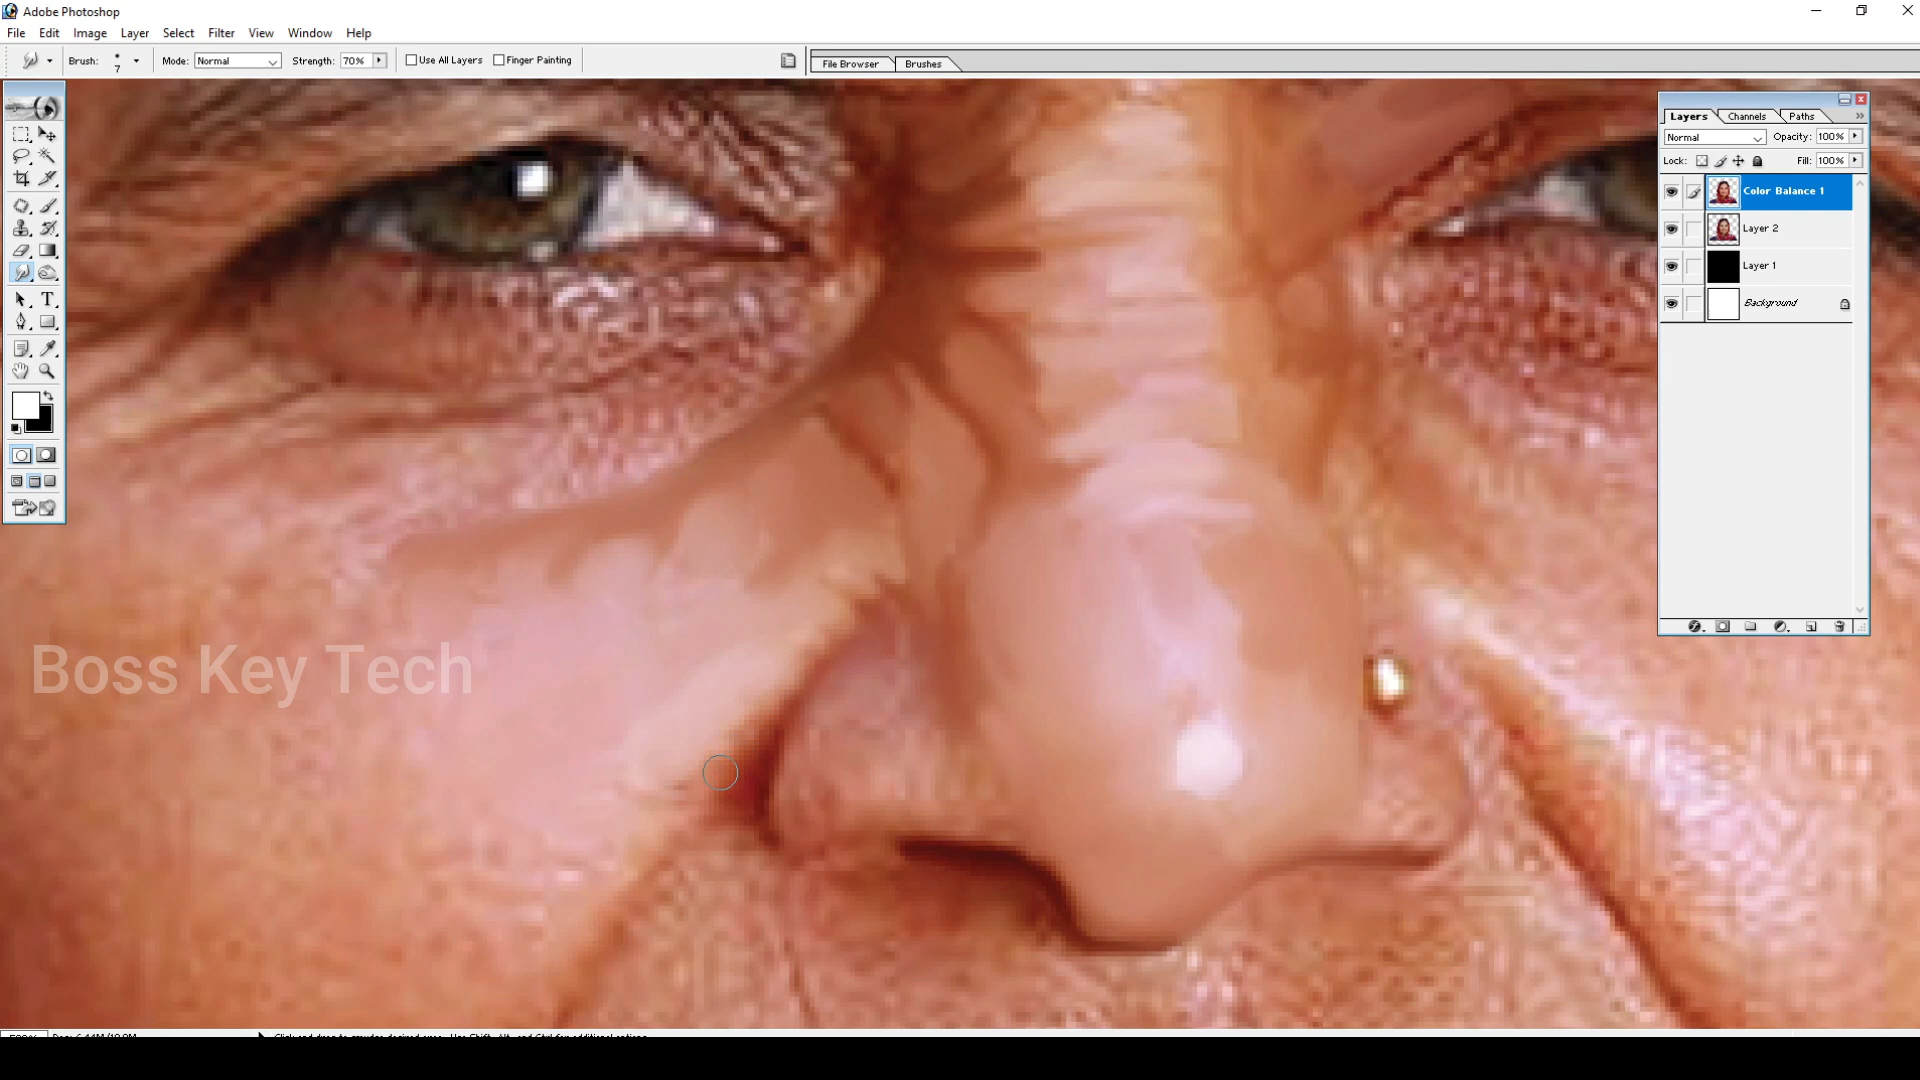 Adobe Photoshop
File Edit Image Layer Select Filter View Window Help
Brush: 7 Mode: Normal Strength: 70% Use All Layers Finger Painting
File Browser Brushes
Layers Channels Paths
Normal Opacity: 100%
Lock: Fill: 100%
Color Balance 1
Layer 2
Layer 1
Background
Boss Key Tech